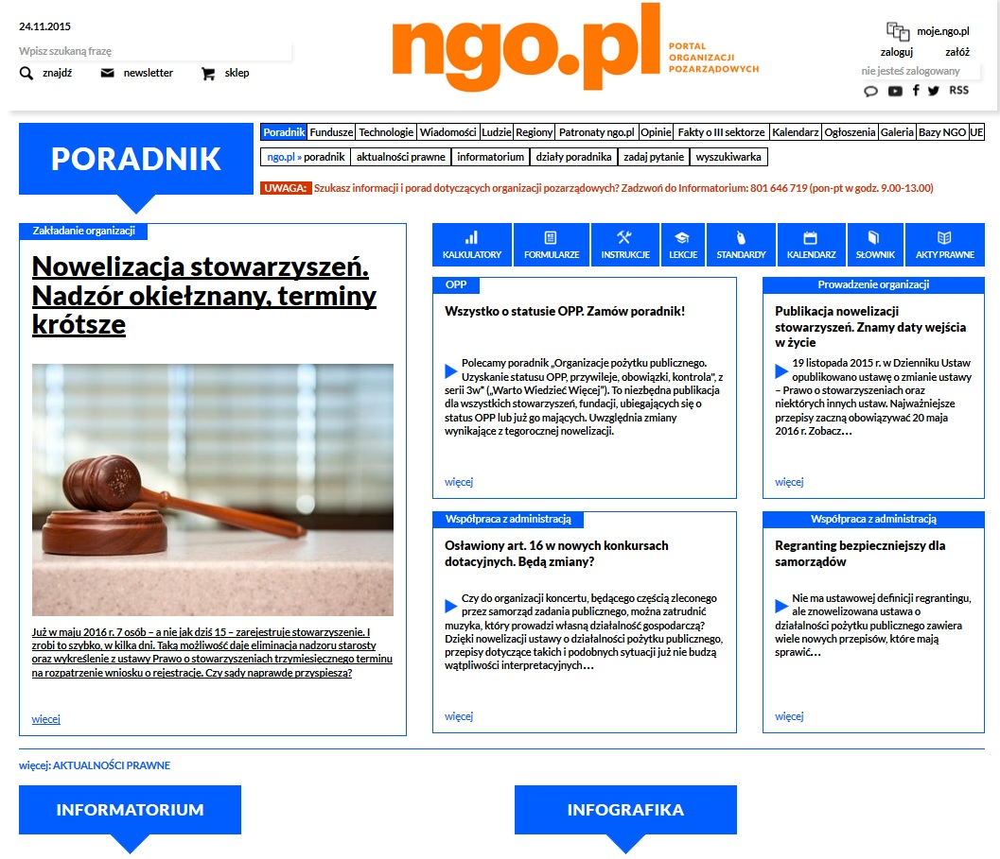 24.11.2015
Wpisz szukaną frazę
znajdź newsletter sklep
ngo.pl
PORTAL
ORGANIZACJI
POZARZĄDOWYCH
moje.ngo.pl
zaloguj załóż
nie jesteś zalogowany
RSS
PORADNIK
Poradnik Fundusze Technologie Wiadomości Ludzie Regiony Patronaty ngo.pl Opinie Fakty o III sektorze Kalendarz Ogłoszenia Galeria Bazy NGO UE
ngo.pl » poradnik aktualności prawne informatorium działy poradnika zadaj pytanie wyszukiwarka
UWAGA: Szukasz informacji i porad dotyczących organizacji pozarządowych? Zadzwoń do Informatorium: 801 646 719 (pon-pt w godz. 9.00-13.00)
Zakładanie organizacji
Nowelizacja stowarzyszeń.
Nadzór okiełznany, terminy
krótsze
Już w maju 2016 r. 7 osób – a nie jak dziś 15 – zarejestruje stowarzyszenie. I
zrobi to szybko, w kilka dni. Taką możliwość daje eliminacja nadzoru starosty
oraz wykreślenie z ustawy Prawo o stowarzyszeniach trzymiesięcznego terminu
na rozpatrzenie wniosku o rejestrację. Czy sądy naprawdę przyspieszą?
więcej
KALKULATORY FORMULARZE INSTRUKCJE LEKCJE STANDARDY KALENDARZ SŁOWNIK AKTY PRAWNE
OPP
Wszystko o statusie OPP. Zamów poradnik!
Polecamy poradnik „Organizacje pożytku publicznego.
Uzyskanie statusu OPP, przywileje, obowiązki, kontrola", z
serii 3w* („Warto Wiedzieć Więcej"). To niezbędna publikacja
dla wszystkich stowarzyszeń, fundacji, ubiegających się o
status OPP lub już go mających. Uwzględnia zmiany
wynikające z tegorocznej nowelizacji.
więcej
Prowadzenie organizacji
Publikacja nowelizacji
stowarzyszeń. Znamy daty wejścia
w życie
19 listopada 2015 r. w Dzienniku Ustaw
opublikowano ustawę o zmianie ustawy
– Prawo o stowarzyszeniach oraz
niektórych innych ustaw. Najważniejsze
przepisy zaczną obowiązywać 20 maja
2016 r. Zobacz…
więcej
Współpraca z administracją
Osławiony art. 16 w nowych konkursach
dotacyjnych. Będą zmiany?
Czy do organizacji koncertu, będącego częścią zleconego
przez samorząd zadania publicznego, można zatrudnić
muzyka, który prowadzi własną działalność gospodarczą?
Dzięki nowelizacji ustawy o działalności pożytku publicznego,
przepisy dotyczące takich i podobnych sytuacji już nie budzą
wątpliwości interpretacyjnych…
więcej
Współpraca z administracją
Regranting bezpieczniejszy dla
samorządów
Nie ma ustawowej definicji regrantingu,
ale znowelizowana ustawa o
działalności pożytku publicznego zawiera
wiele nowych przepisów, które mają
sprawić…
więcej
więcej: AKTUALNOŚCI PRAWNE
INFORMATORIUM
INFOGRAFIKA